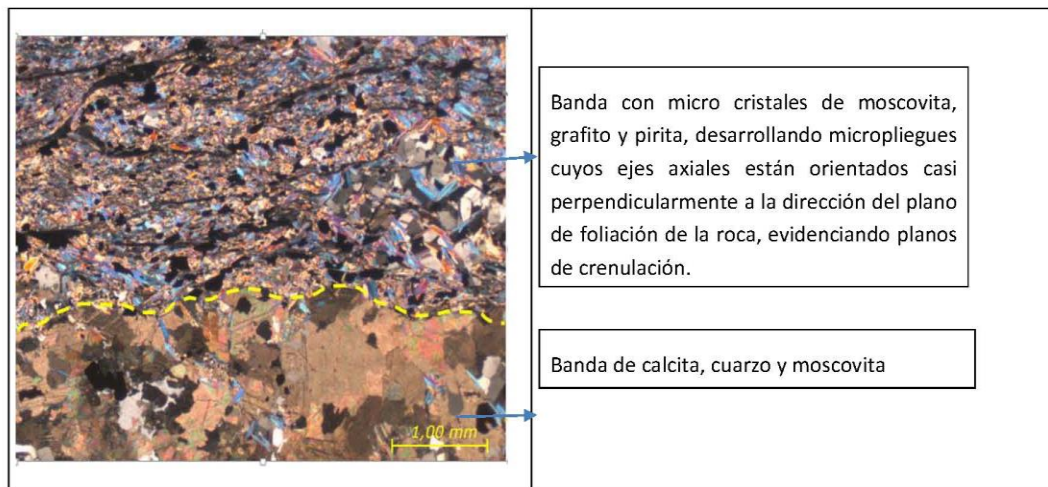 Banda con micro cristales de moscovita,
grafito y pirita, desarrollando micropliegues
cuyos ejes axiales están orientados casi
perpendicularmente a la dirección del plano
de foliación de la roca, evidenciando planos
de crenulación.
Banda de calcita, cuarzo y moscovita
1,00 mm